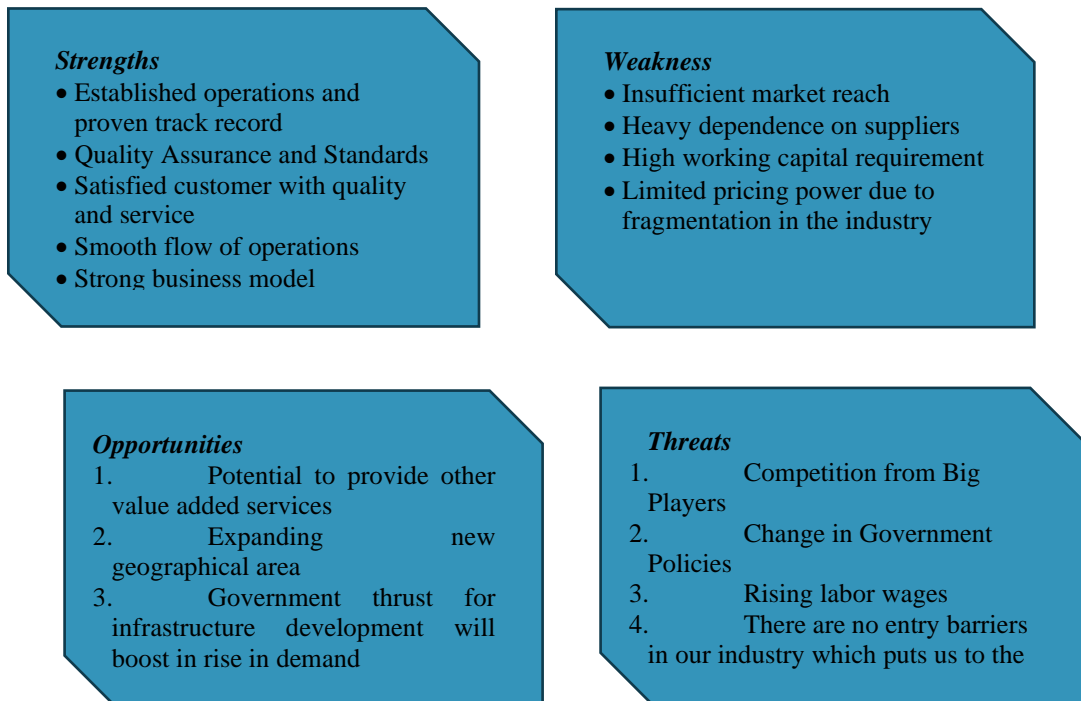 Strengths
• Established operations and
proven track record
• Quality Assurance and Standards
• Satisfied customer with quality
and service
• Smooth flow of operations
• Strong business model
Weakness
• Insufficient market reach
• Heavy dependence on suppliers
• High working capital requirement
• Limited pricing power due to
fragmentation in the industry
Opportunities
1. Potential to provide other
value added services
2. Expanding new
geographical area
3. Government thrust for
infrastructure development will
boost in rise in demand
Threats
1. Competition from Big
Players
2. Change in Government
Policies
3. Rising labor wages
4. There are no entry barriers
in our industry which puts us to the